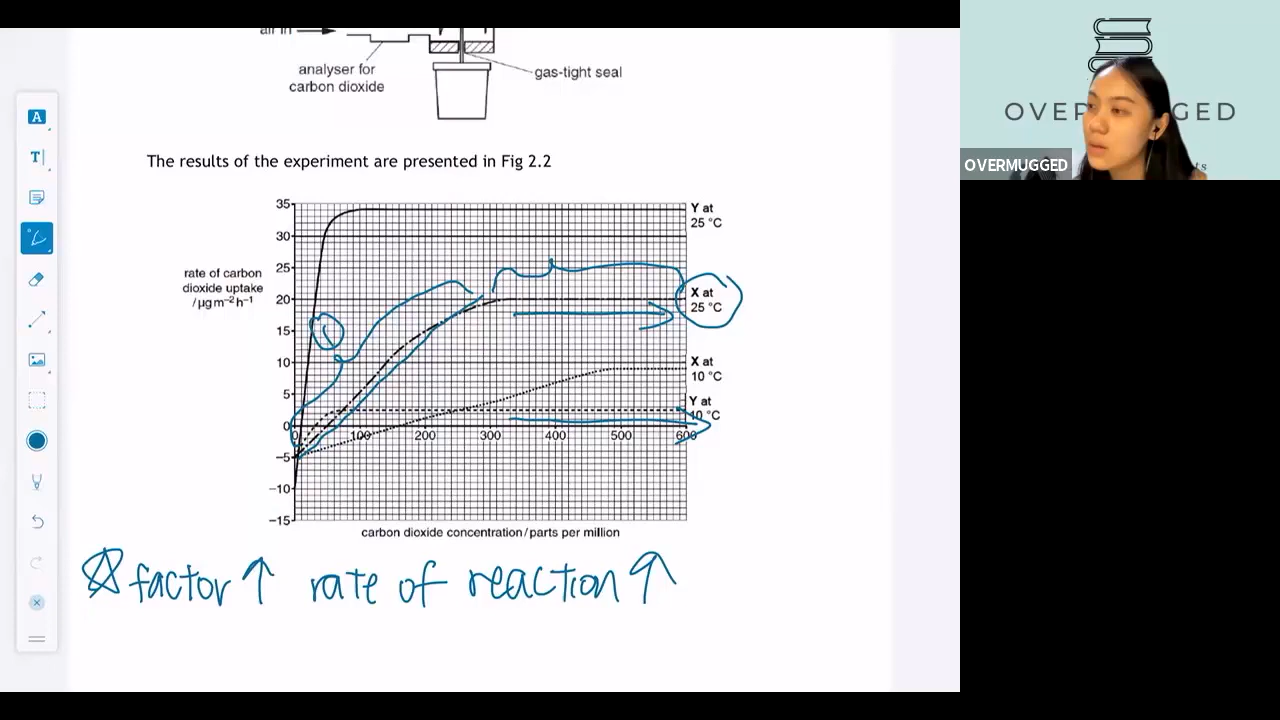 air in
analyser for
carbon dioxide
gas-tight seal
The results of the experiment are presented in Fig 2.2
35
30
25
20
15
10
5
0
−5
−10
−15
rate of carbon
dioxide uptake
/ µg m⁻² h⁻¹
Y at
25 °C
X at
25 °C
X at
10 °C
Y at
10 °C
0 100 200 300 400 500 600
carbon dioxide concentration / parts per million
factor ↑ rate of reaction ↑
A
T
OVERMUGGED